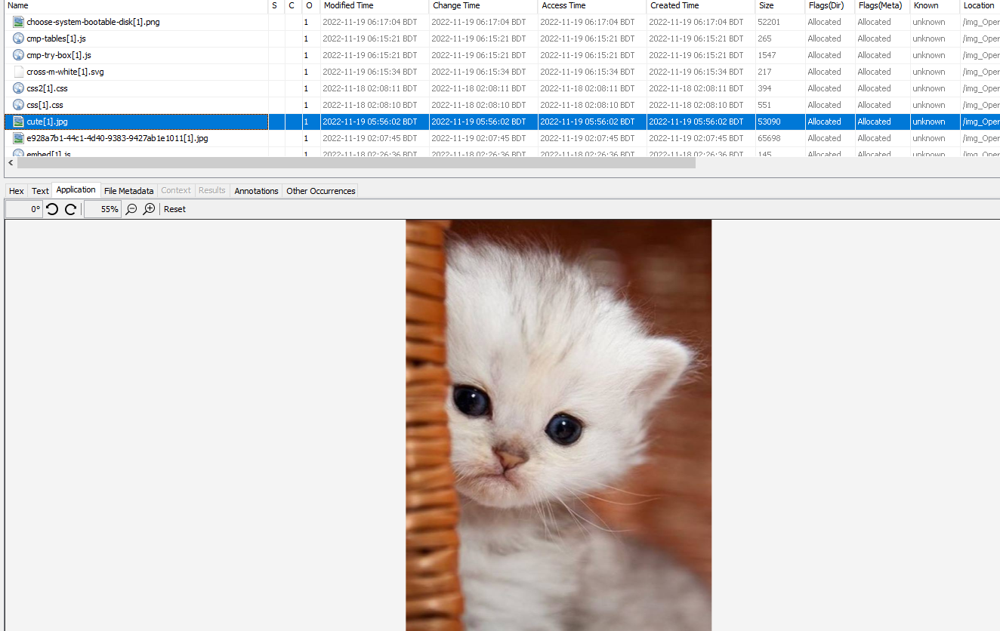 Name S C O Modified Time Change Time Access Time Created Time Size Flags(Dir) Flags(Meta) Known Location
choose-system-bootable-disk[1].png 1 2022-11-19 06:17:04 BDT 2022-11-19 06:17:04 BDT 2022-11-19 06:17:04 BDT 2022-11-19 06:17:04 BDT 52201 Allocated Allocated unknown /img_Oper
cmp-tables[1].js 1 2022-11-19 06:15:21 BDT 2022-11-19 06:15:21 BDT 2022-11-19 06:15:21 BDT 2022-11-19 06:15:21 BDT 265 Allocated Allocated unknown /img_Oper
cmp-try-box[1].js 1 2022-11-19 06:15:21 BDT 2022-11-19 06:15:21 BDT 2022-11-19 06:15:21 BDT 2022-11-19 06:15:21 BDT 1547 Allocated Allocated unknown /img_Oper
cross-m-white[1].svg 1 2022-11-19 06:15:34 BDT 2022-11-19 06:15:34 BDT 2022-11-19 06:15:34 BDT 2022-11-19 06:15:34 BDT 217 Allocated Allocated unknown /img_Oper
css2[1].css 1 2022-11-18 02:08:11 BDT 2022-11-18 02:08:11 BDT 2022-11-18 02:08:11 BDT 2022-11-18 02:08:11 BDT 394 Allocated Allocated unknown /img_Oper
css[1].css 1 2022-11-18 02:08:10 BDT 2022-11-18 02:08:10 BDT 2022-11-18 02:08:10 BDT 2022-11-18 02:08:10 BDT 551 Allocated Allocated unknown /img_Oper
cute[1].jpg 1 2022-11-19 05:56:02 BDT 2022-11-19 05:56:02 BDT 2022-11-19 05:56:02 BDT 2022-11-19 05:56:02 BDT 53090 Allocated Allocated unknown /img_Oper
e928a7b1-44c1-4d40-9383-9427ab1e1011[1].jpg 1 2022-11-19 02:07:45 BDT 2022-11-19 02:07:45 BDT 2022-11-19 02:07:45 BDT 2022-11-19 02:07:45 BDT 65698 Allocated Allocated unknown /img_Oper
embed[1].js 1 2022-11-18 02:26:36 BDT 2022-11-18 02:26:36 BDT 2022-11-18 02:26:36 BDT 2022-11-18 02:26:36 BDT 145 Allocated Allocated unknown /img_Oper
Hex Text Application File Metadata Context Results Annotations Other Occurrences
0° 55% Reset